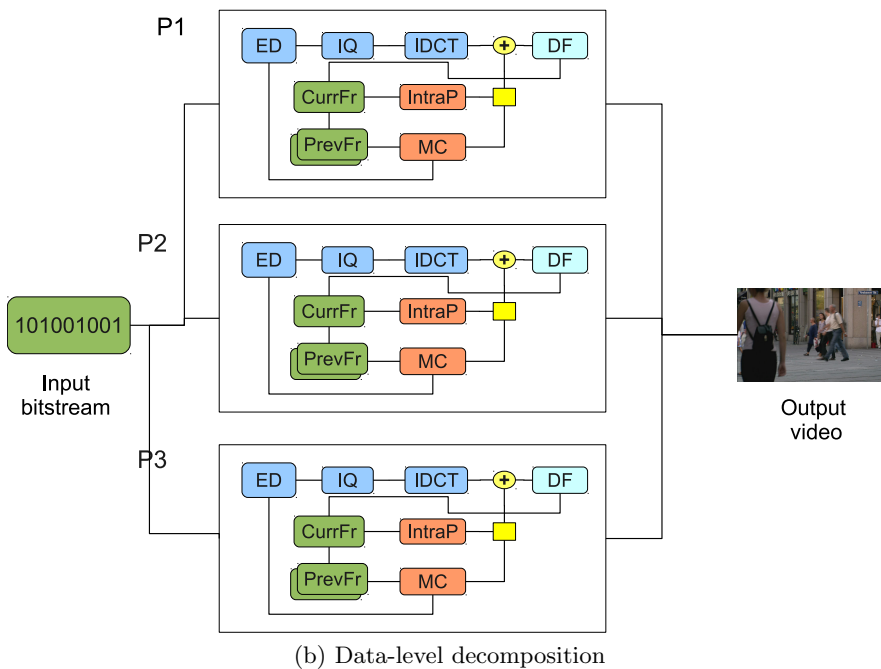 P1
ED IQ IDCT + DF
CurrFr IntraP
PrevFr MC
P2
ED IQ IDCT + DF
CurrFr IntraP
PrevFr MC
101001001
Input
bitstream
Output
video
P3
ED IQ IDCT + DF
CurrFr IntraP
PrevFr MC
(b) Data-level decomposition